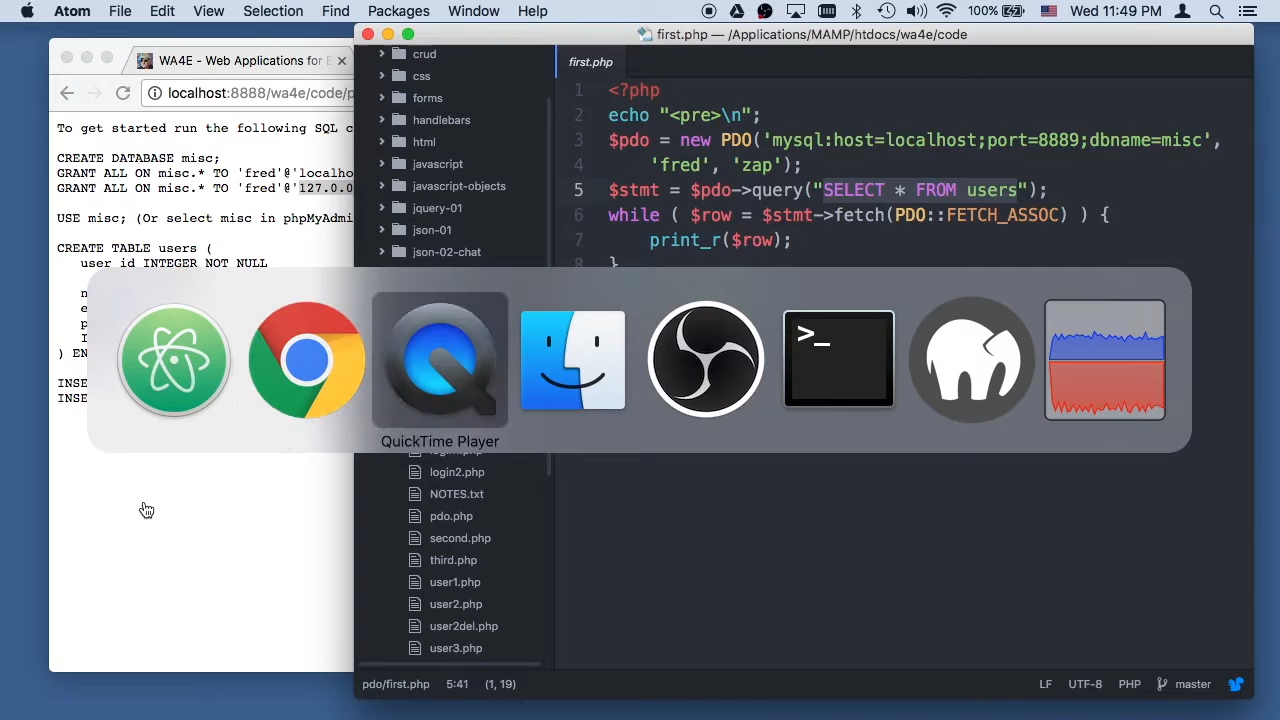 Atom File Edit View Selection Find Packages Window Help 100% Wed 11:49 PM
first.php — /Applications/MAMP/htdocs/wa4e/code
WA4E - Web Applications for E
localhost:8888/wa4e/code/p
To get started run the following SQL c
CREATE DATABASE misc;
GRANT ALL ON misc.* TO 'fred'@'localho
GRANT ALL ON misc.* TO 'fred'@'127.0.0
USE misc; (Or select misc in phpMyAdmi
CREATE TABLE users (
user_id INTEGER NOT NULL
n
e
p
) EN
INSE
INSE
crud
css
forms
handlebars
html
javascript
javascript-objects
jquery-01
json-01
json-02-chat
login2.php
NOTES.txt
pdo.php
second.php
third.php
user1.php
user2.php
user2del.php
user3.php
first.php
1 <?php
2 echo "<pre>\n";
3 $pdo = new PDO('mysql:host=localhost;port=8889;dbname=misc',
'fred', 'zap');
5 $stmt = $pdo->query("SELECT * FROM users");
6 while ( $row = $stmt->fetch(PDO::FETCH_ASSOC) ) {
7 print_r($row);
8 }
>_
QuickTime Player
pdo/first.php 5:41 (1, 19) LF UTF-8 PHP master